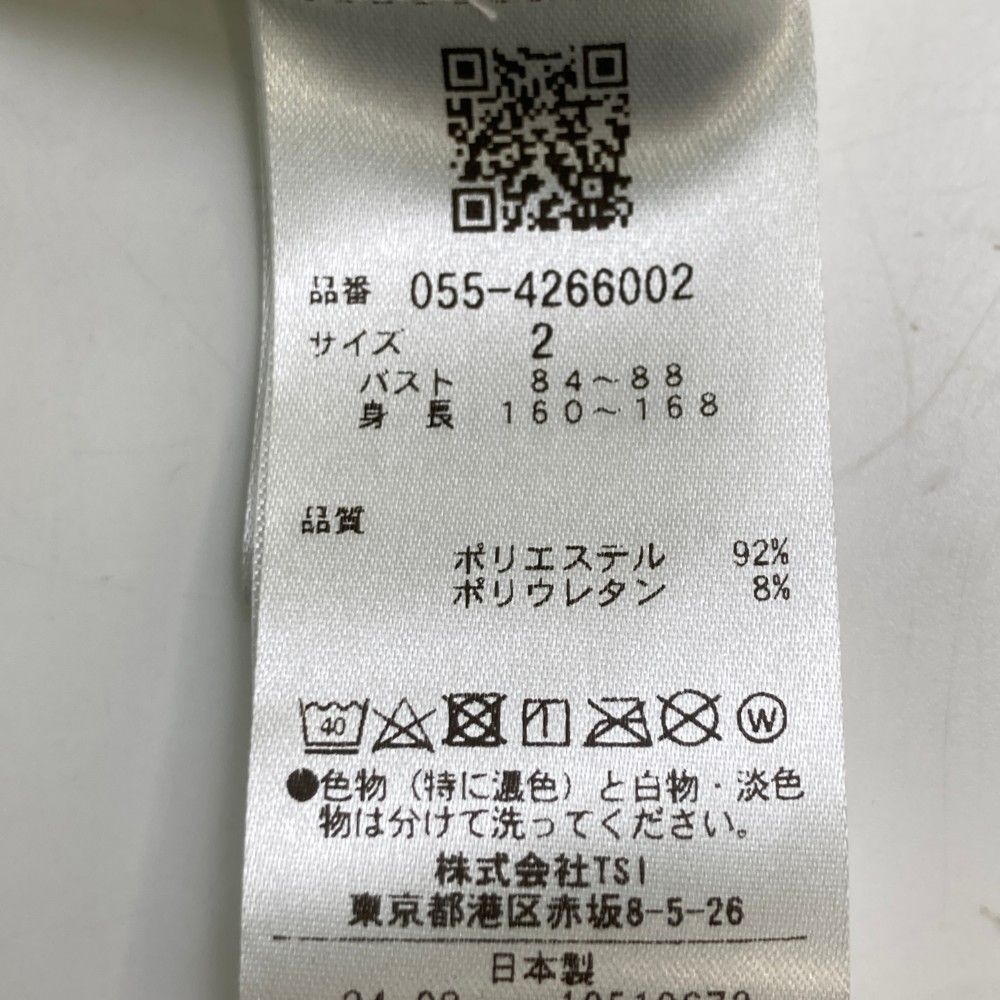 品番 055-4266002
サイズ 2
バスト 84~88
身長 160~168
品質
ポリエステル 92%
ポリウレタン 8%
40 W
●色物(特に濃色)と白物・淡色
物は分けて洗ってください。
株式会社TSI
東京都港区赤坂8-5-26
日本製